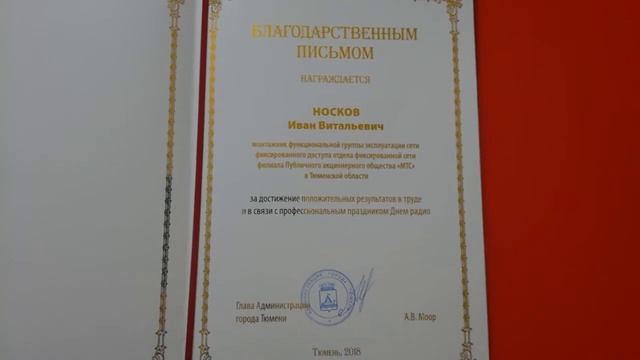 БЛАГОДАРСТВЕННЫМ
ПИСЬМОМ
НАГРАЖДАЕТСЯ
НОСКОВ
Иван Витальевич
монтажник функциональной группы эксплуатации сети
фиксированного доступа отдела фиксированной сети
филиала Публичного акционерного общества «МТС»
в Тюменской области
за достижение положительных результатов в труде
и в связи с профессиональным праздником Днем радио
Глава Администрации
города Тюмени
А.В. Моор
Тюмень, 2018